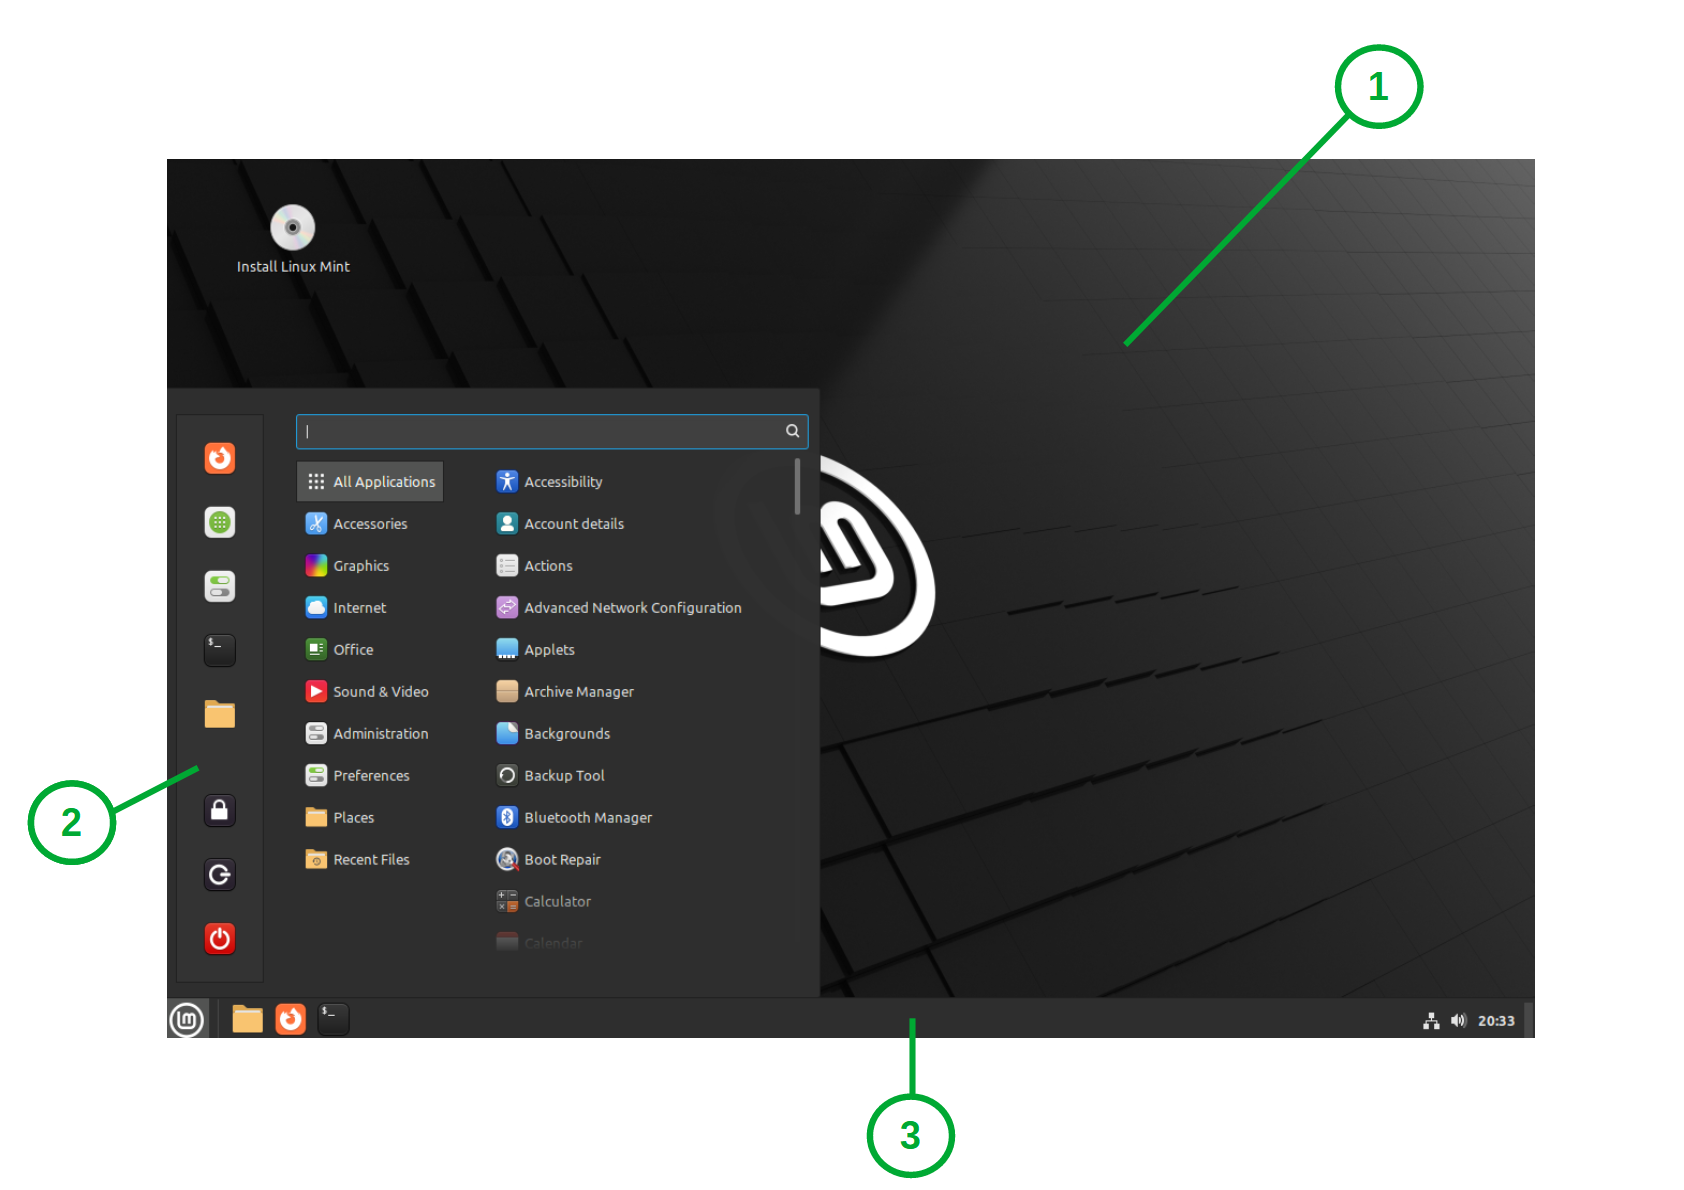 1
Install Linux Mint
All Applications
Accessories
Graphics
Internet
Office
Sound & Video
Administration
Preferences
Places
Recent Files
Accessibility
Account details
Actions
Advanced Network Configuration
Applets
Archive Manager
Backgrounds
Backup Tool
Bluetooth Manager
Boot Repair
Calculator
Calendar
2
$_
lm
$_
20:33
3